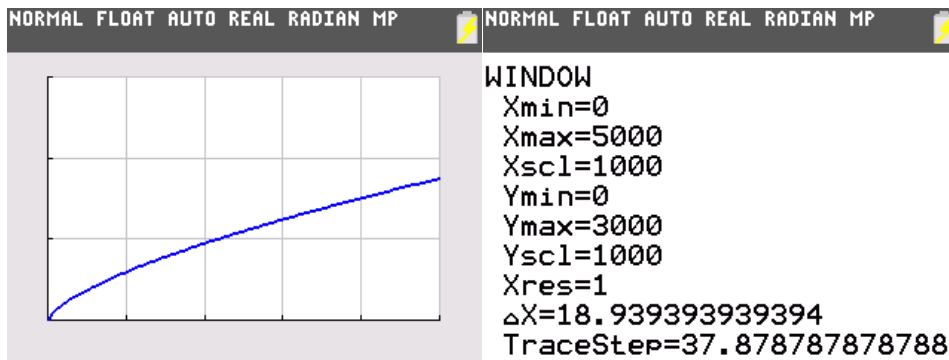 NORMAL FLOAT AUTO REAL RADIAN MP
NORMAL FLOAT AUTO REAL RADIAN MP
WINDOW
Xmin=0
Xmax=5000
Xscl=1000
Ymin=0
Ymax=3000
Yscl=1000
Xres=1
△X=18.939393939394
TraceStep=37.878787878788